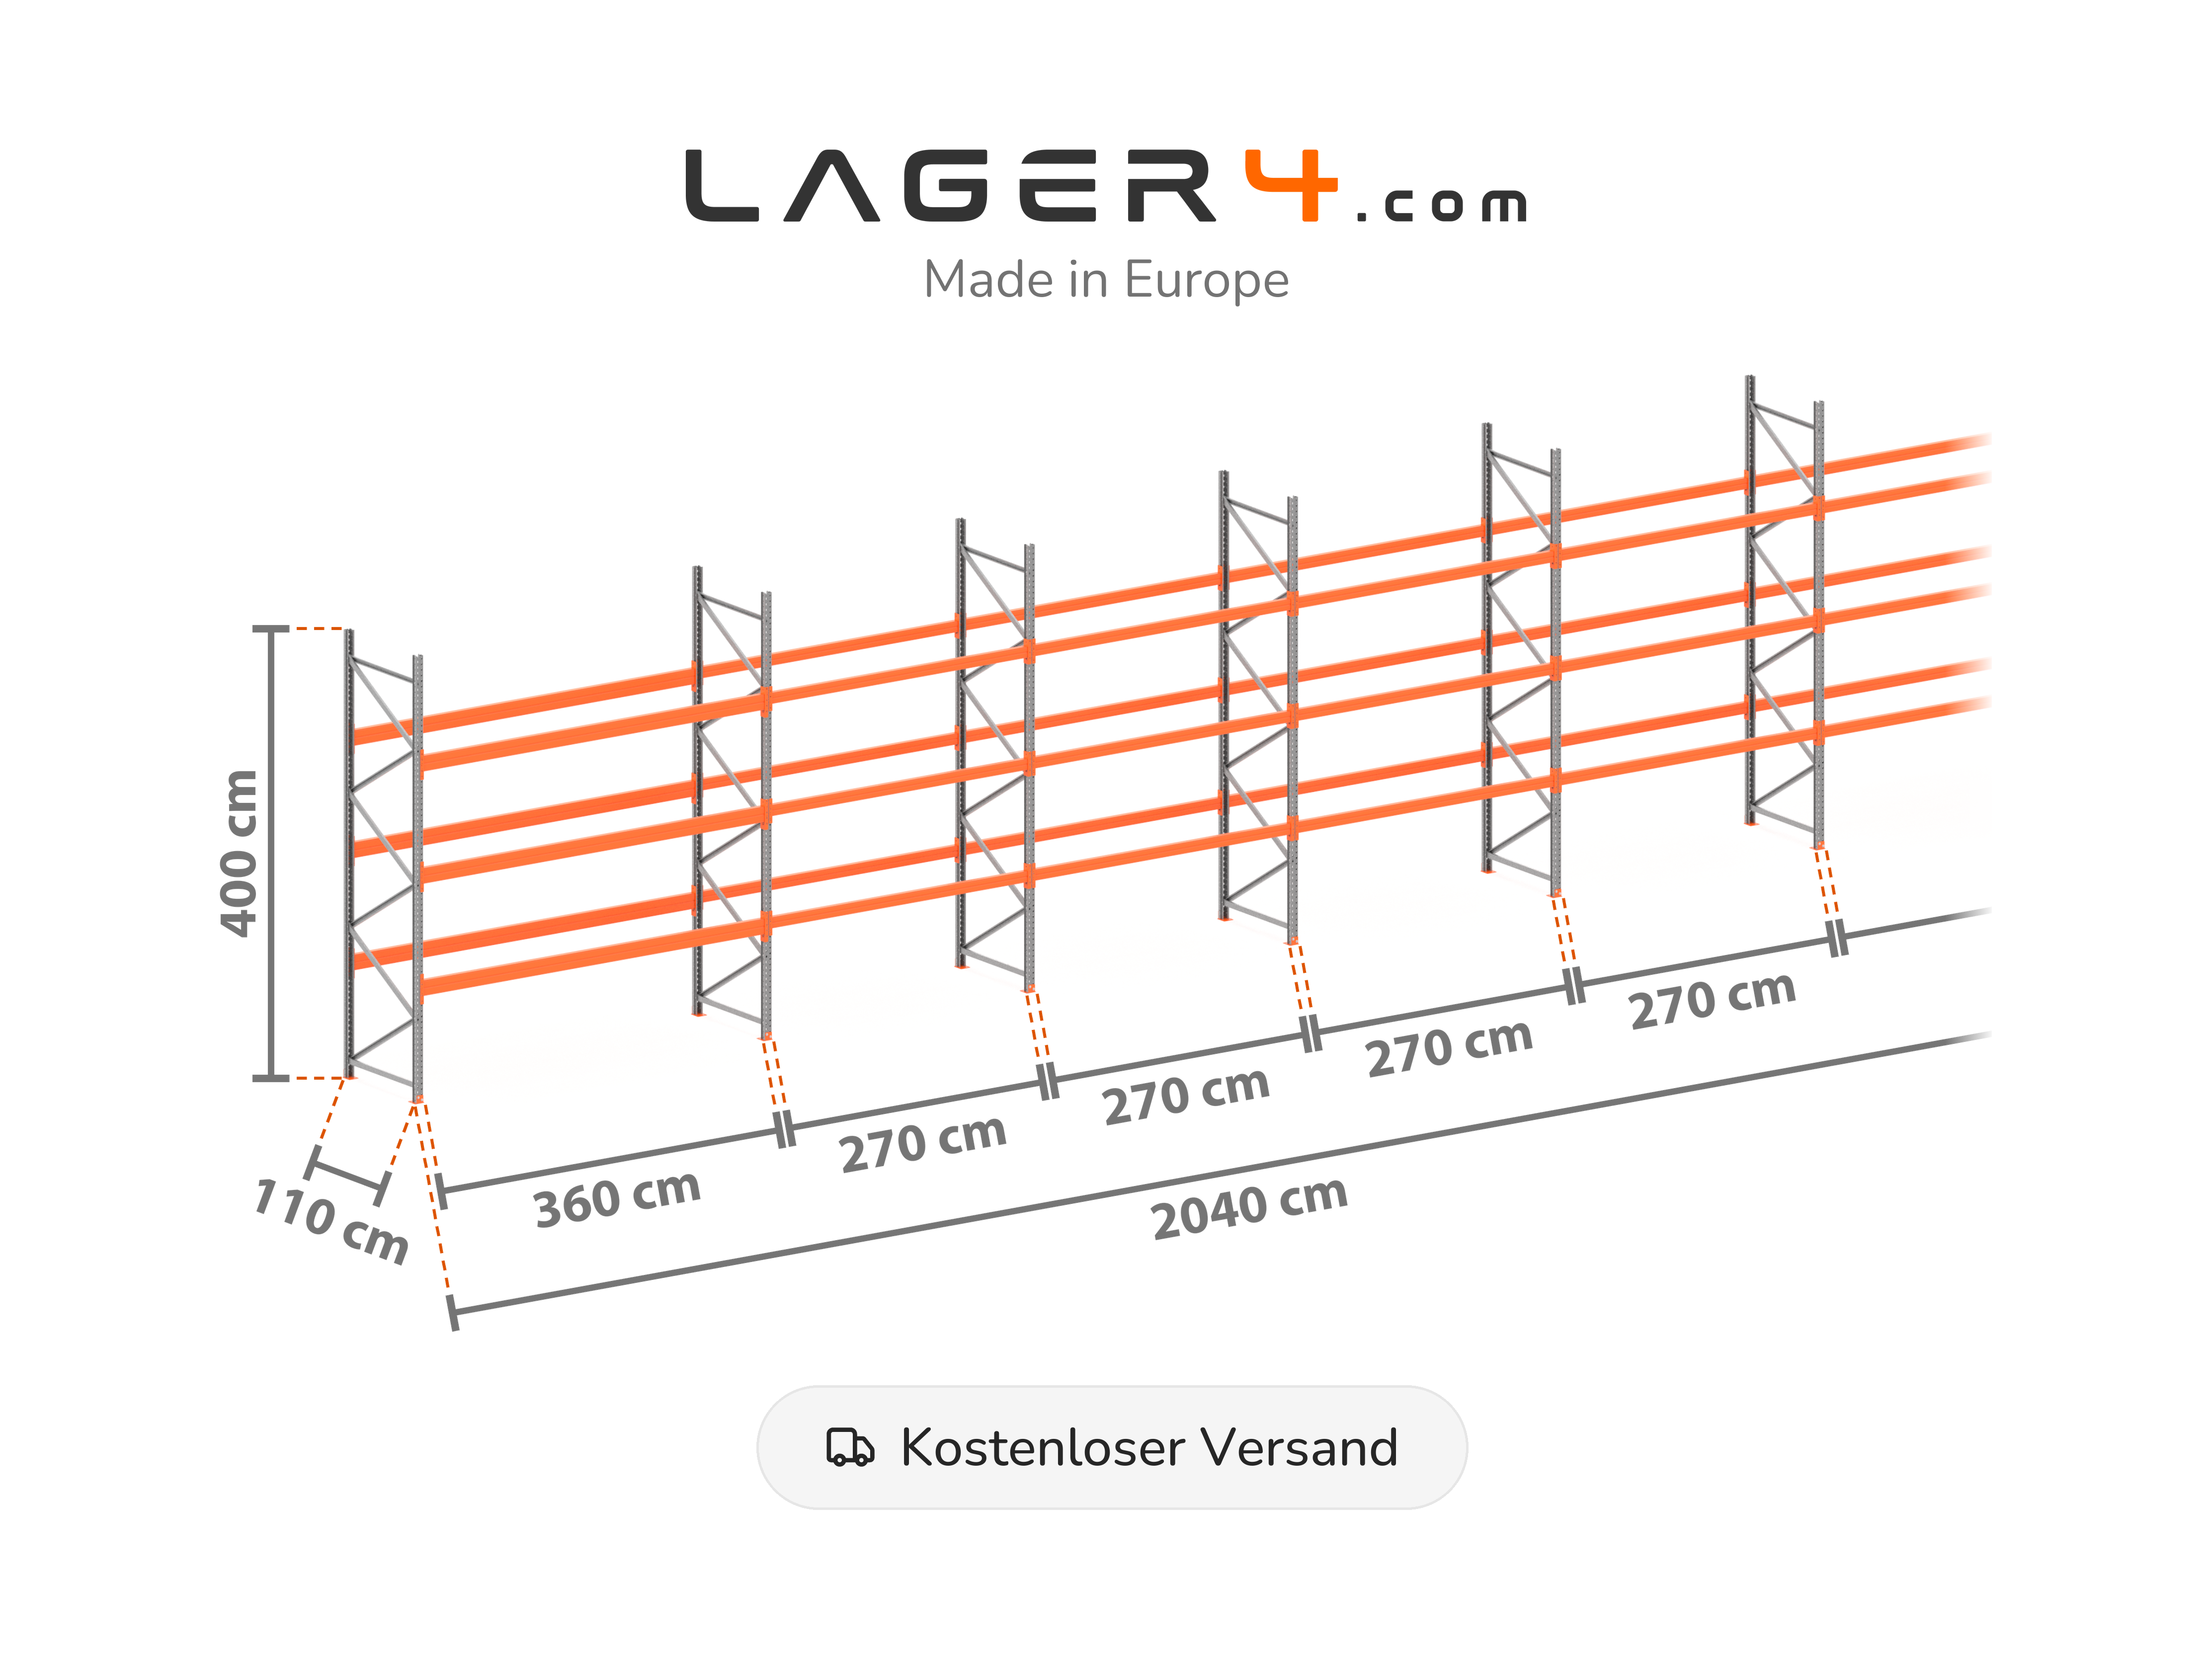 LAGER4.com
Made in Europe
400 cm
110 cm
360 cm
270 cm
270 cm
270 cm
270 cm
2040 cm
Kostenloser Versand